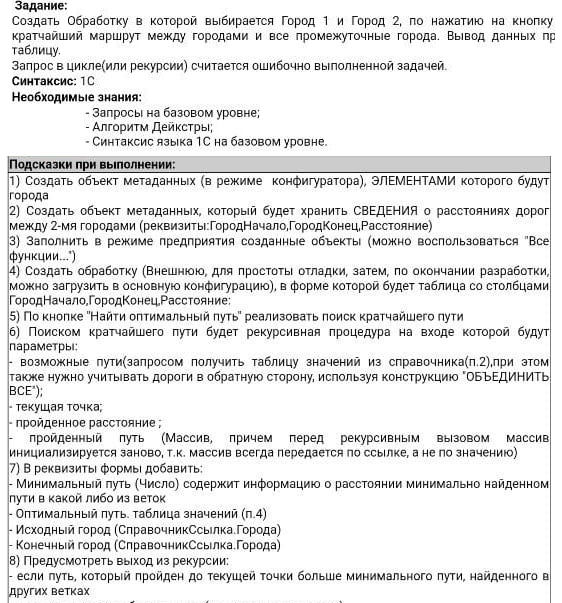 Задание:
Создать Обработку в которой выбирается Город 1 и Город 2, по нажатию на кнопку
кратчайший маршрут между городами и все промежуточные города. Вывод данных пр
таблицу.
Запрос в цикле(или рекурсии) считается ошибочно выполненной задачей.
Синтаксис: 1С
Необходимые знания:
- Запросы на базовом уровне;
- Алгоритм Дейкстры;
- Синтаксис языка 1С на базовом уровне.
Подсказки при выполнении:
1) Создать объект метаданных (в режиме конфигуратора), ЭЛЕМЕНТАМИ которого будут
города
2) Создать объект метаданных, который будет хранить СВЕДЕНИЯ о расстояниях дорог
между 2-мя городами (реквизиты:ГородНачало,ГородКонец,Расстояние)
3) Заполнить в режиме предприятия созданные объекты (можно воспользоваться "Все
функции...")
4) Создать обработку (Внешнюю, для простоты отладки, затем, по окончании разработки,
можно загрузить в основную конфигурацию), в форме которой будет таблица со столбцами
ГородНачало,ГородКонец,Расстояние:
5) По кнопке "Найти оптимальный путь" реализовать поиск кратчайшего пути
6) Поиском кратчайшего пути будет рекурсивная процедура на входе которой будут
параметры:
- возможные пути(запросом получить таблицу значений из справочника(п.2),при этом
также нужно учитывать дороги в обратную сторону, используя конструкцию "ОБЪЕДИНИТЬ
ВСЕ");
- текущая точка;
- пройденное расстояние ;
- пройденный путь (Массив, причем перед рекурсивным вызовом массив
инициализируется заново, т.к. массив всегда передается по ссылке, а не по значению)
7) В реквизиты формы добавить:
- Минимальный путь (Число) содержит информацию о расстоянии минимально найденном
пути в какой либо из веток
- Оптимальный путь. таблица значений (п.4)
- Исходный город (СправочникСсылка.Города)
- Конечный город (СправочникСсылка.Города)
8) Предусмотреть выход из рекурсии:
- если путь, который пройден до текущей точки больше минимального пути, найденного в
других ветках